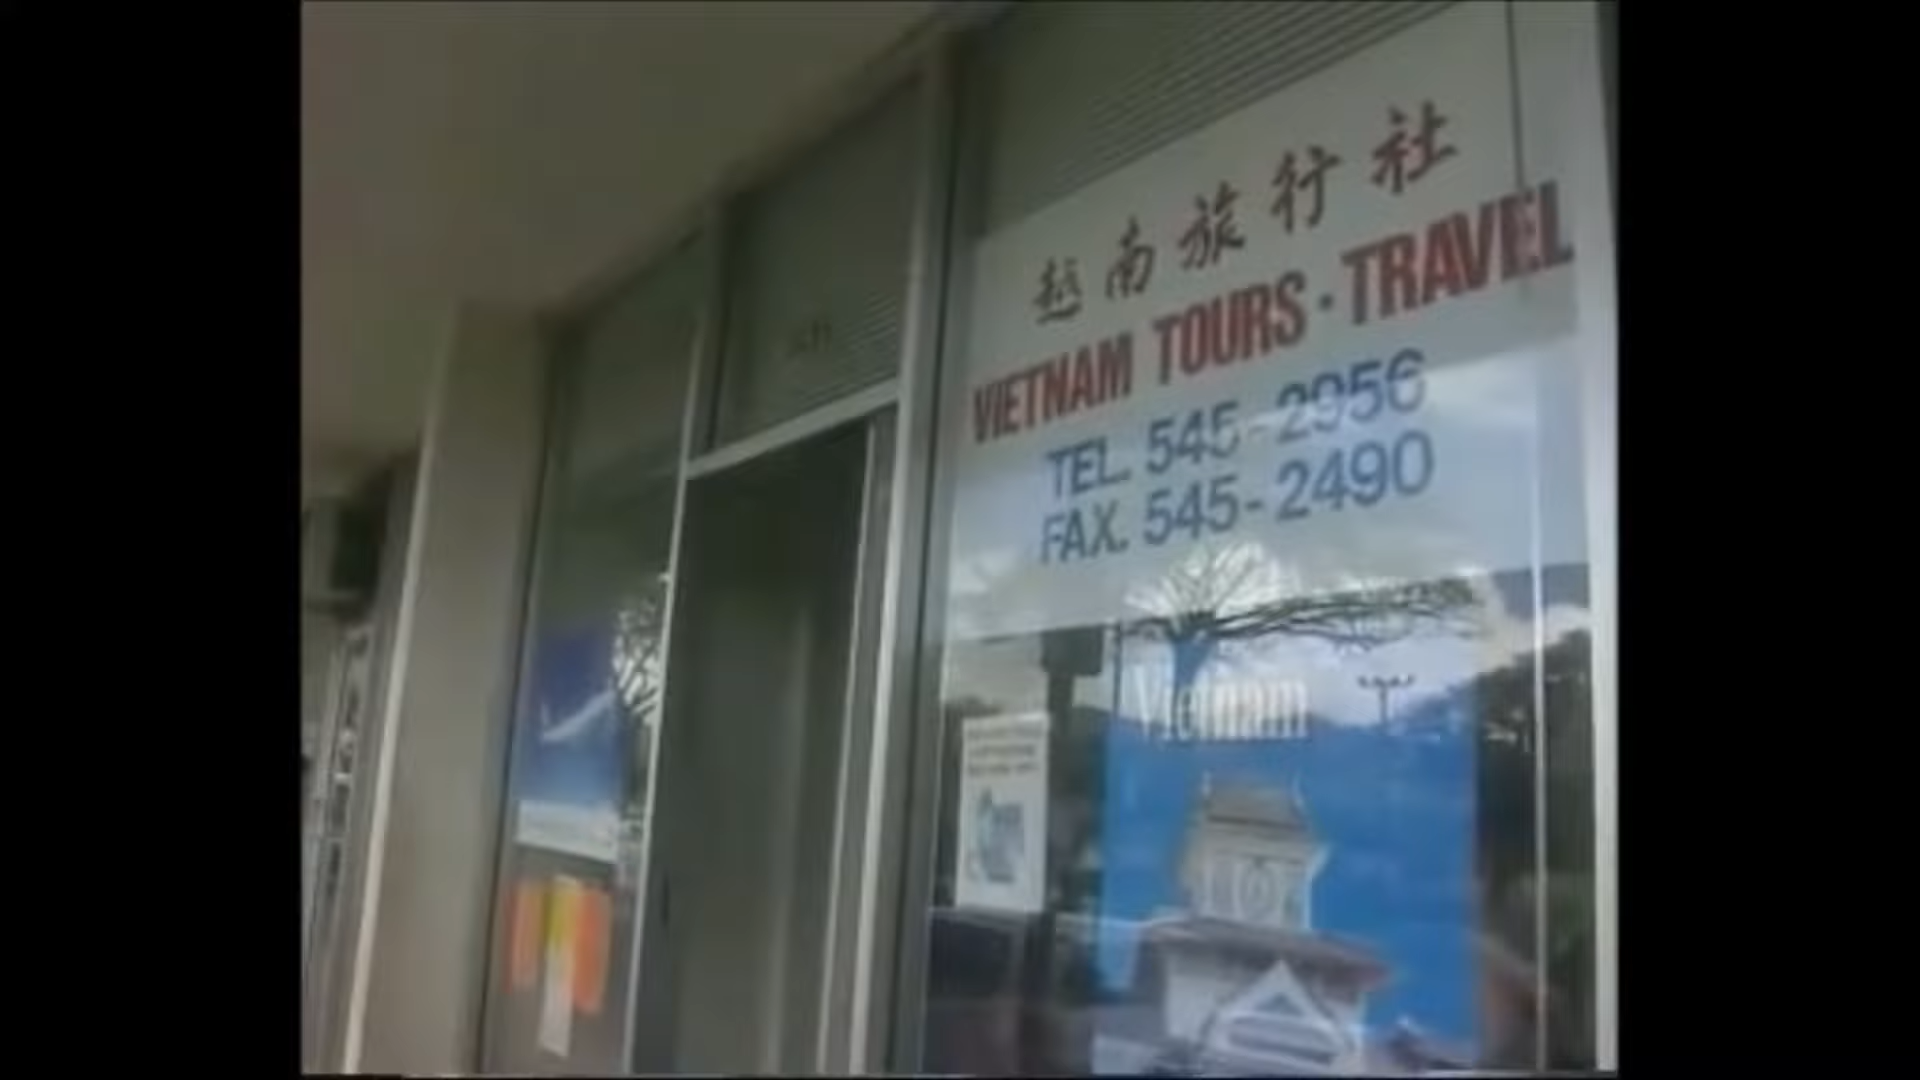 越南旅行社
VIETNAM TOURS · TRAVEL
TEL. 545-2956
FAX. 545-2490
Vietnam